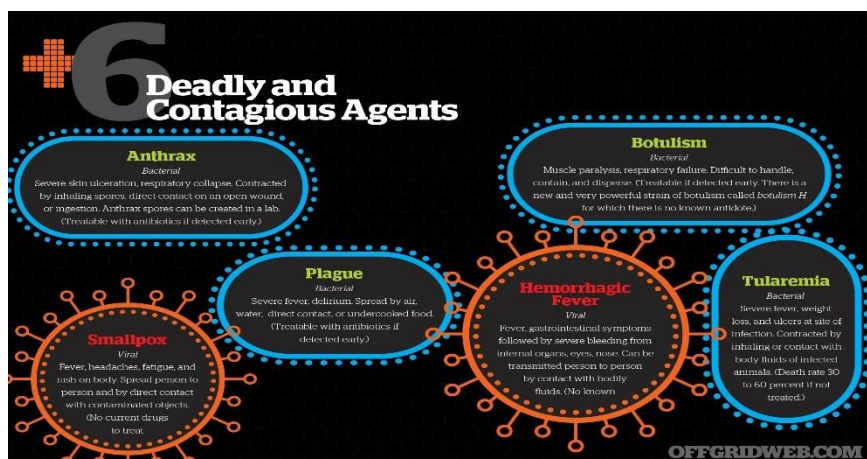 6
Deadly and
Contagious Agents
Anthrax
Bacterial
Severe skin ulceration, respiratory collapse. Contracted
by inhaling spores, direct contact on an open wound,
or ingestion. Anthrax spores can be created in a lab.
(Treatable with antibiotics if detected early.)
Botulism
Bacterial
Muscle paralysis, respiratory failure. Difficult to handle,
contain, and disperse. (Treatable if detected early. There is a
new and very powerful strain of botulism called botulism H
for which there is no known antidote.)
Plague
Bacterial
Severe fever, delirium. Spread by air,
water, direct contact, or undercooked food.
(Treatable with antibiotics if
detected early.)
Smallpox
Viral
Fever, headaches, fatigue, and
rash on body. Spread person to
person and by direct contact
with contaminated objects.
(No current drugs
to treat
Hemorrhagic
Fever
Viral
Fever, gastrointestinal symptoms
followed by severe bleeding from
internal organs, eyes, nose. Can be
transmitted person to person
by contact with bodily
fluids. (No known
Tularemia
Bacterial
Severe fever, weight
loss, and ulcers at site of
infection. Contracted by
inhaling or contact with
body fluids of infected
animals. (Death rate 30
to 60 percent if not
treated.)
OFFGRIDWEB.COM